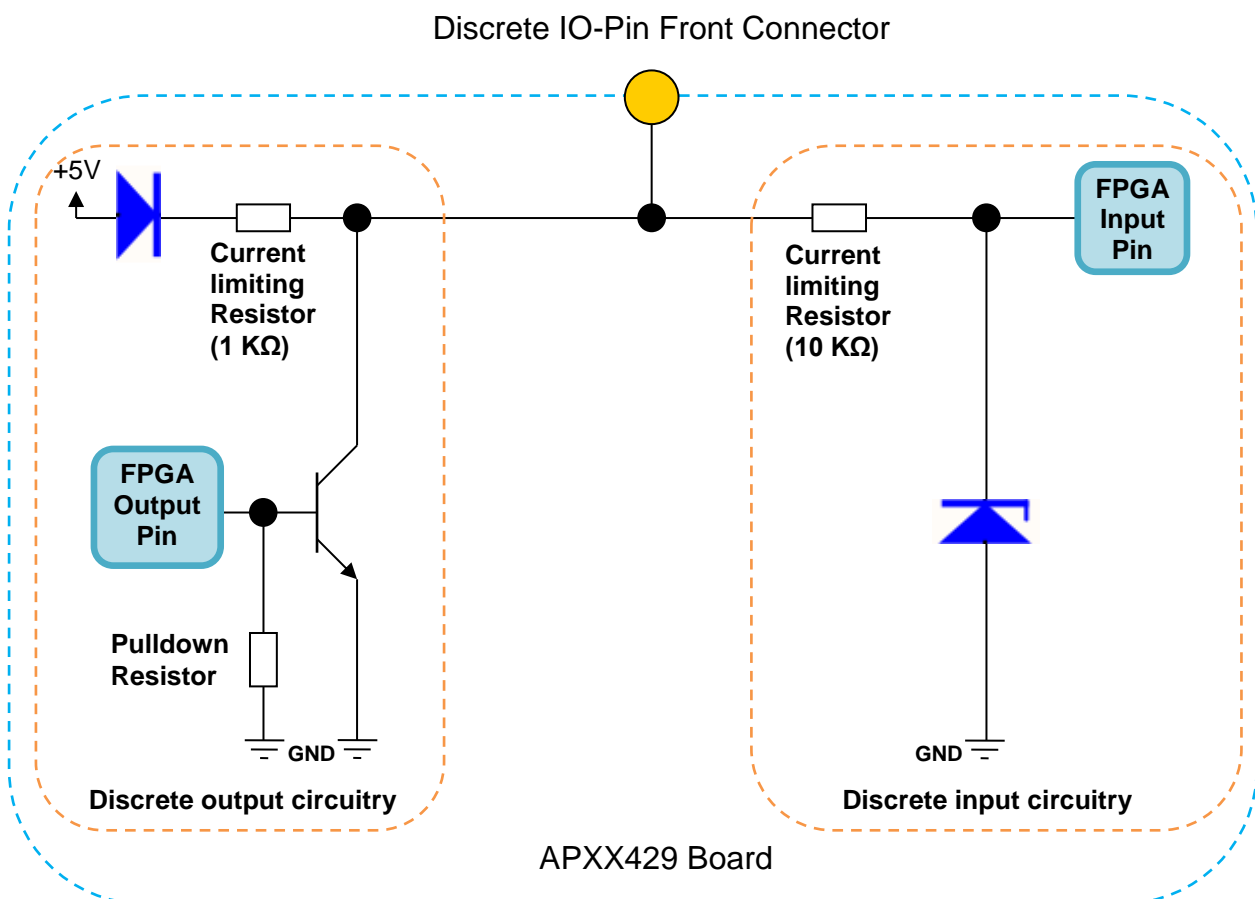 Discrete IO-Pin Front Connector
+5V
Current
limiting
Resistor
(1 KΩ)
Current
limiting
Resistor
(10 KΩ)
FPGA
Input
Pin
FPGA
Output
Pin
Pulldown
Resistor
GND
GND
Discrete output circuitry
Discrete input circuitry
APXX429 Board